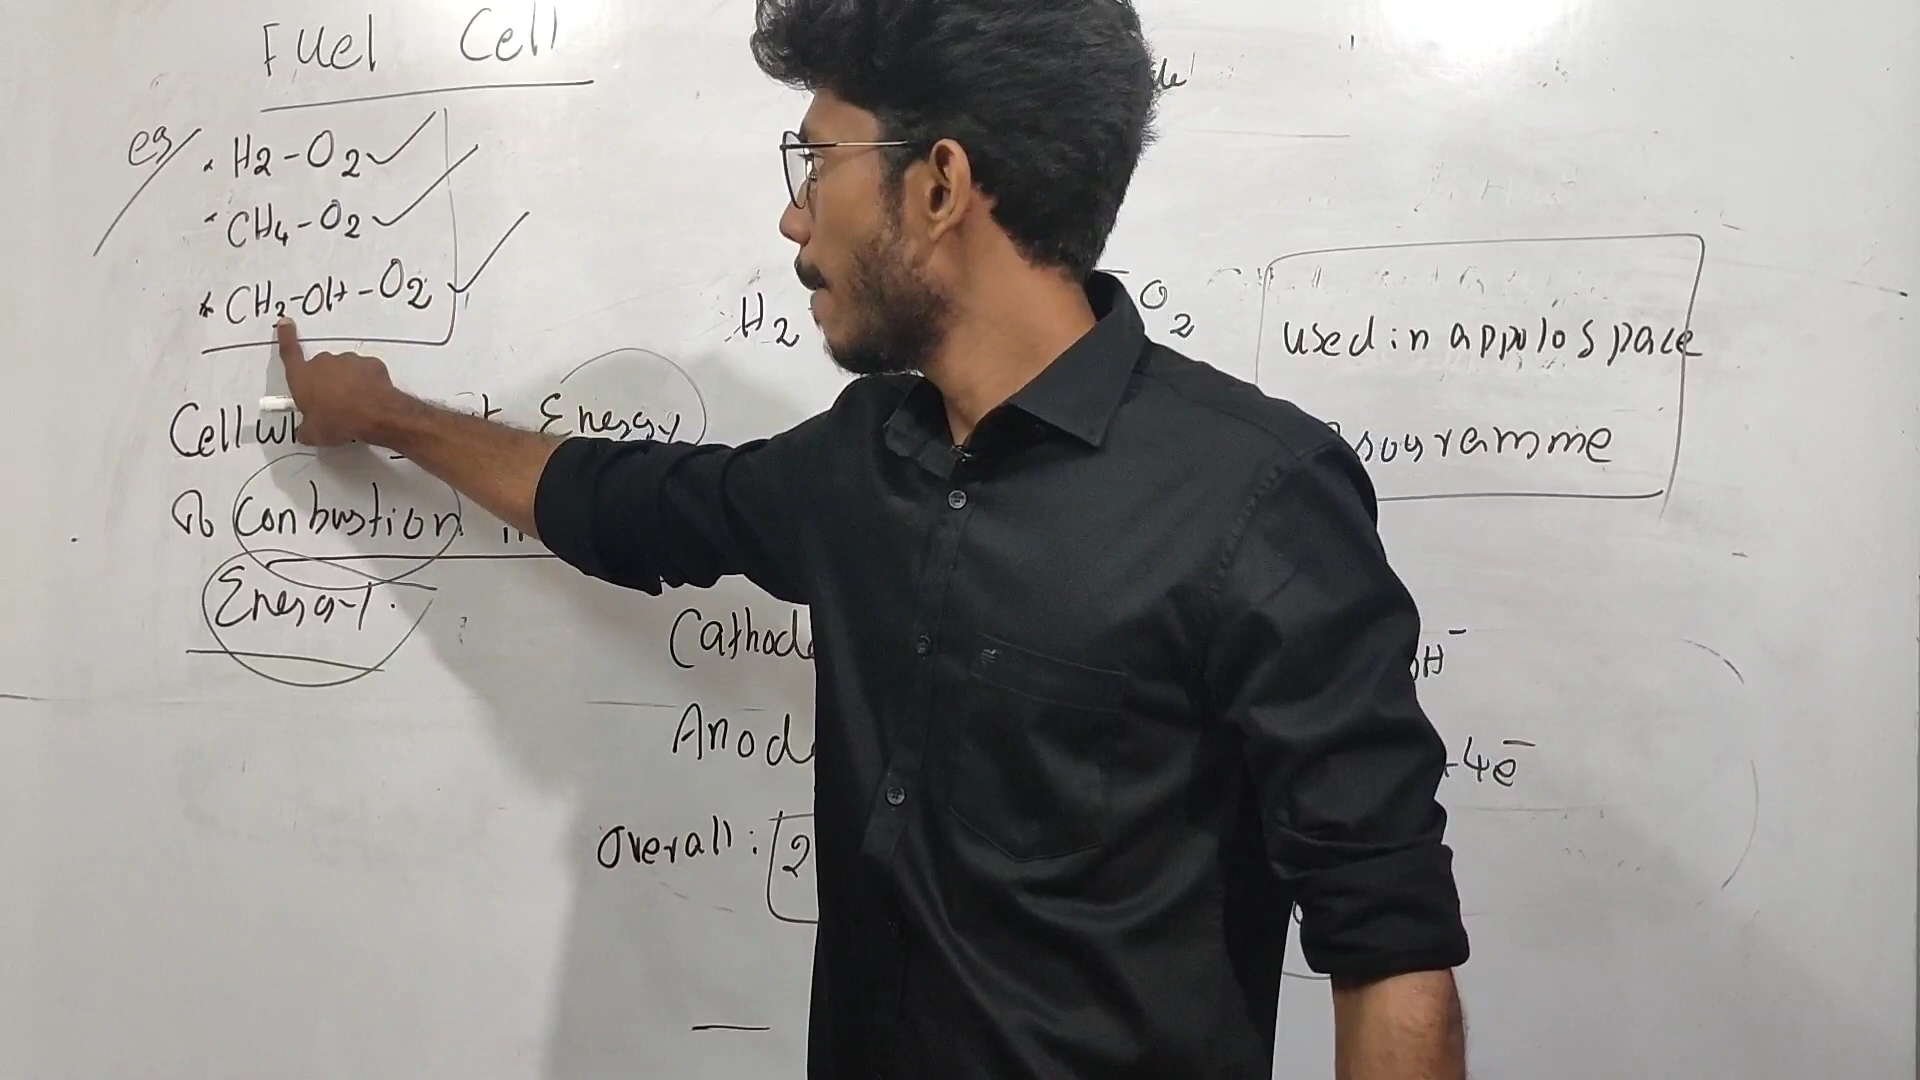 Fuel Cell
eg
* H2-O2 ✓
* CH4-O2 ✓
* CH3-OH-O2 ✓
H2
O2
Cell Energy
Combustion
Energy.
used in appolo space
programme
Cathode
OH-
Anode
+4e-
Overall: 2